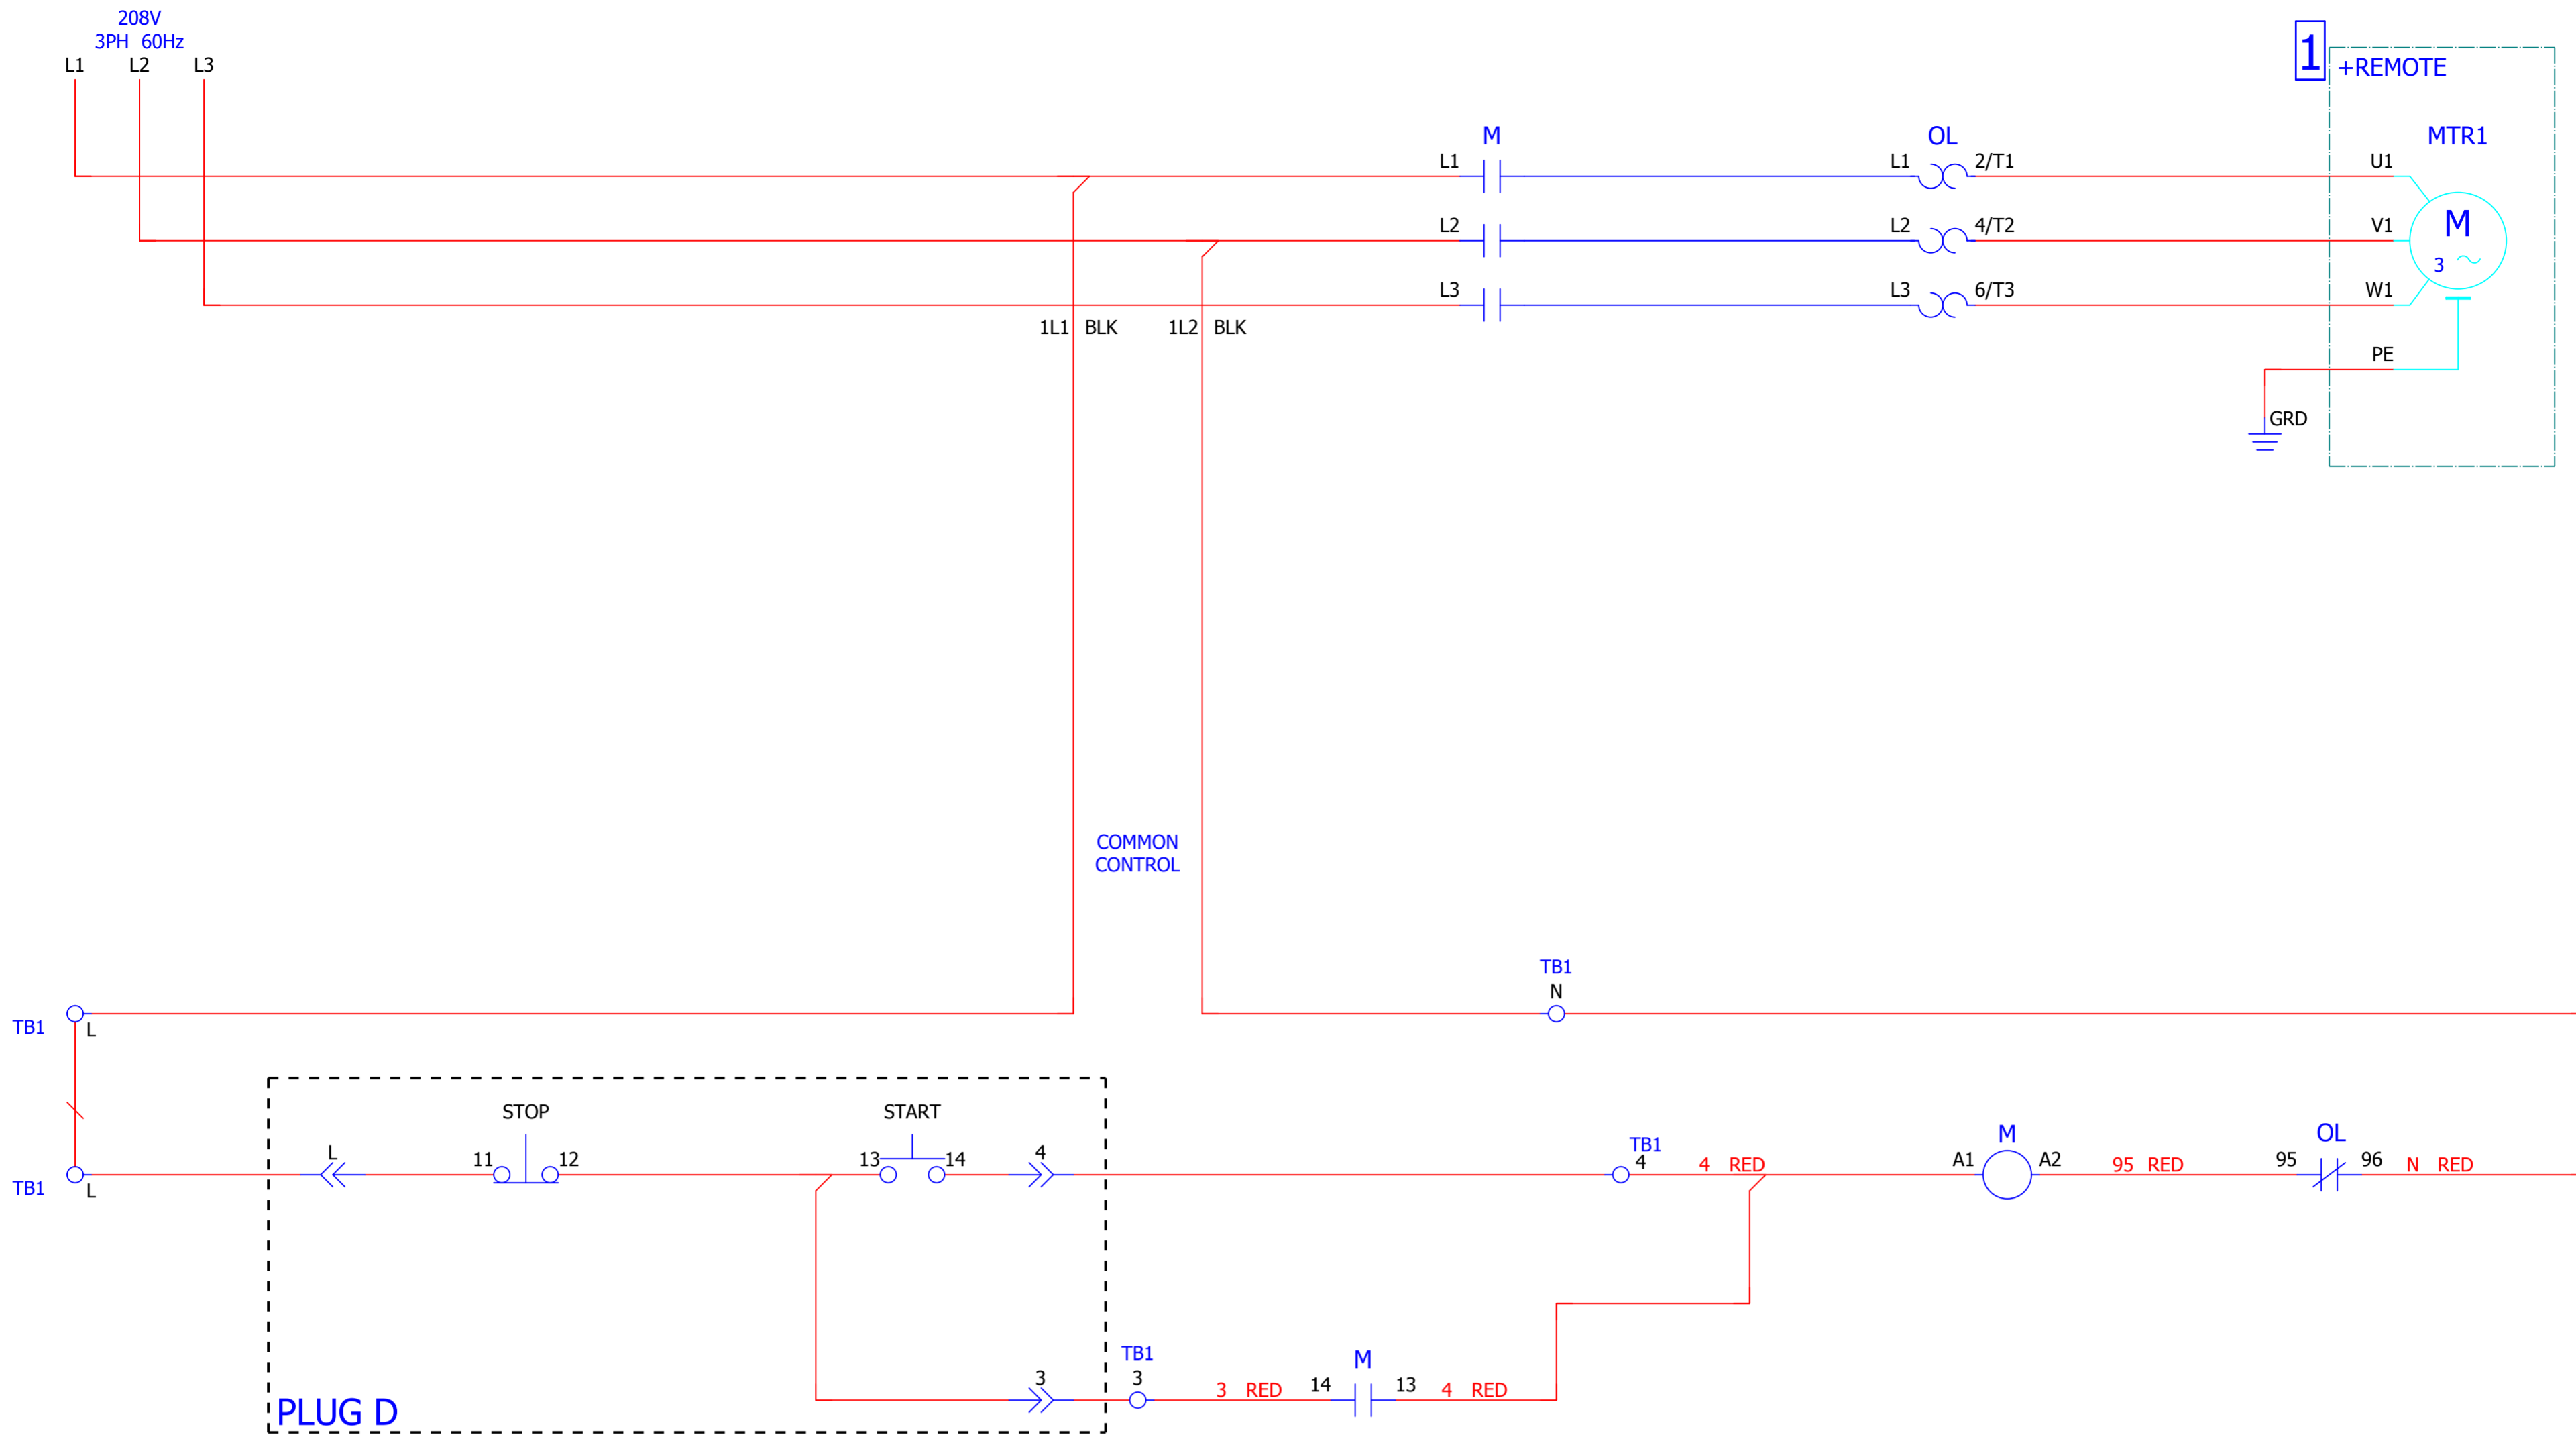 208V
3PH 60Hz
L1 L2 L3
1
+REMOTE
M OL MTR1
L1 L1 2/T1 U1
M
L2 L2 4/T2 V1
3
L3 L3 6/T3 W1
1L1 BLK 1L2 BLK
PE
GRD
COMMON
CONTROL
TB1
N
TB1 L
STOP START
L 11 12 13 14 4
TB1
4 4 RED
M
A1 A2
95 RED
OL
95 96
N RED
TB1 L
TB1
3 3
3 RED
M
14 13
4 RED
PLUG D